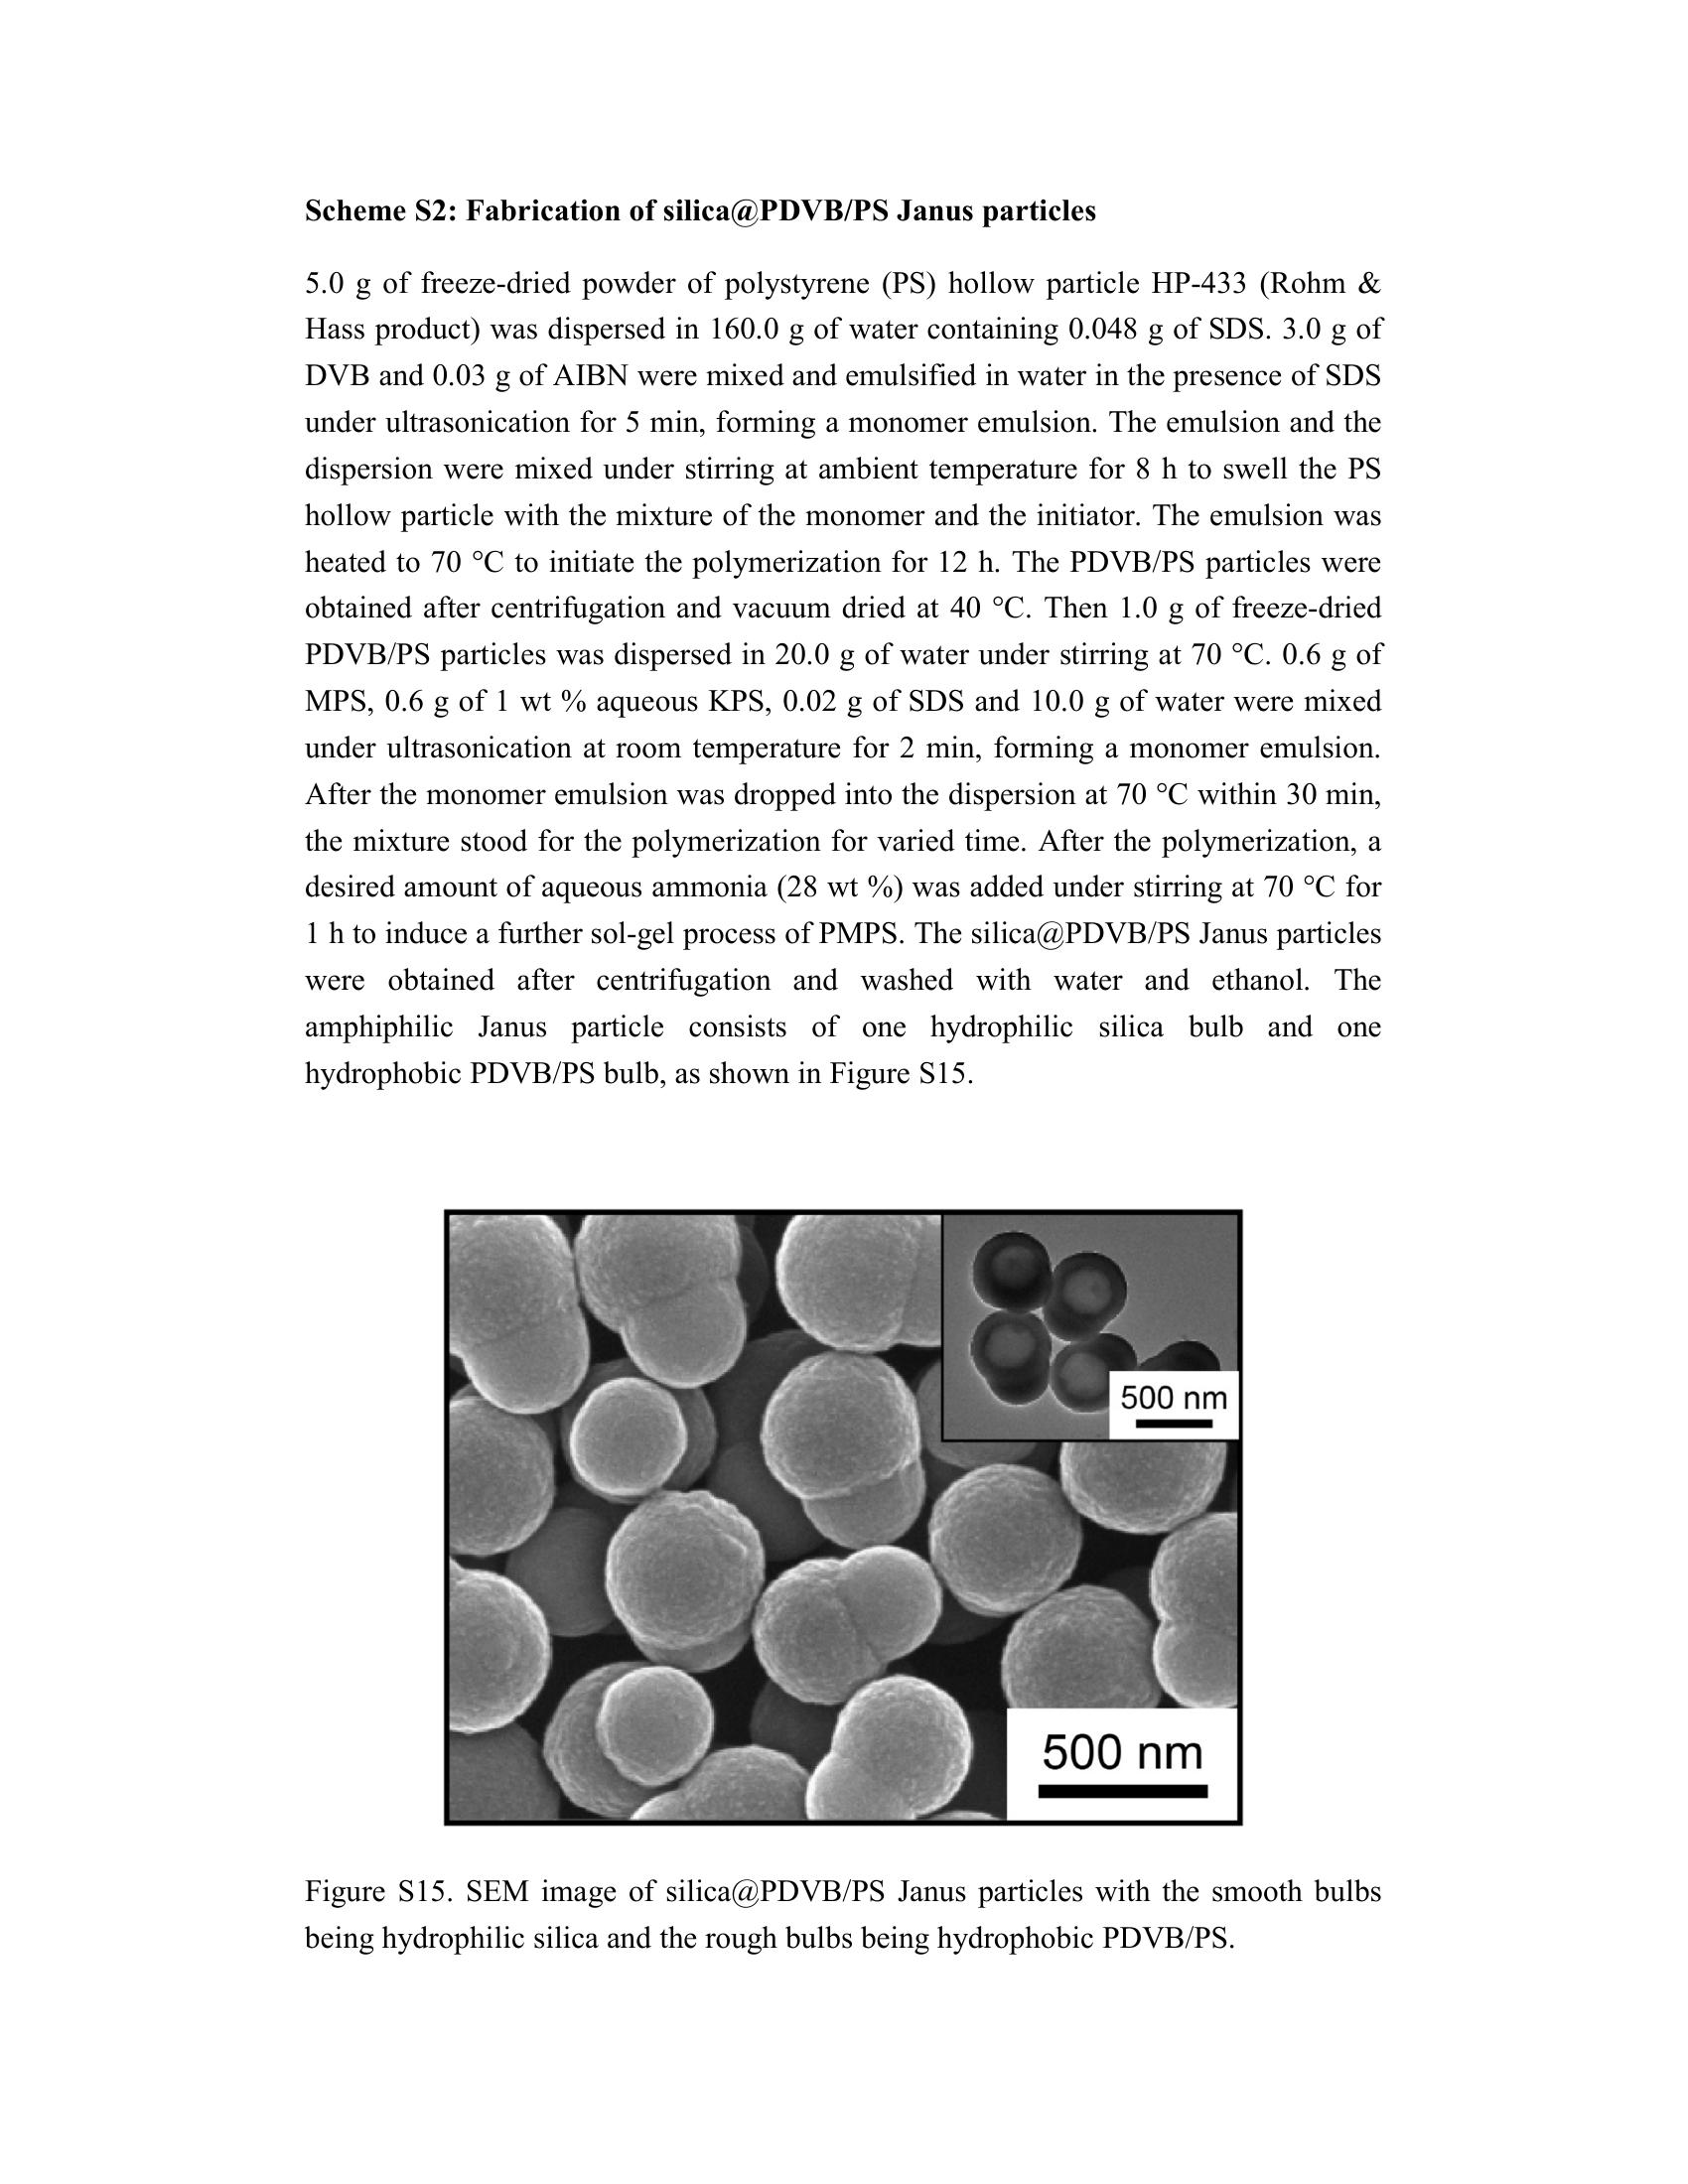 Scheme S2: Fabrication of silica@PDVB/PS Janus particles
5.0 g of freeze-dried powder of polystyrene (PS) hollow particle HP-433 (Rohm &
Hass product) was dispersed in 160.0 g of water containing 0.048 g of SDS. 3.0 g of
DVB and 0.03 g of AIBN were mixed and emulsified in water in the presence of SDS
under ultrasonication for 5 min, forming a monomer emulsion. The emulsion and the
dispersion were mixed under stirring at ambient temperature for 8 h to swell the PS
hollow particle with the mixture of the monomer and the initiator. The emulsion was
heated to 70 °C to initiate the polymerization for 12 h. The PDVB/PS particles were
obtained after centrifugation and vacuum dried at 40 °C. Then 1.0 g of freeze-dried
PDVB/PS particles was dispersed in 20.0 g of water under stirring at 70 °C. 0.6 g of
MPS, 0.6 g of 1 wt % aqueous KPS, 0.02 g of SDS and 10.0 g of water were mixed
under ultrasonication at room temperature for 2 min, forming a monomer emulsion.
After the monomer emulsion was dropped into the dispersion at 70 °C within 30 min,
the mixture stood for the polymerization for varied time. After the polymerization, a
desired amount of aqueous ammonia (28 wt %) was added under stirring at 70 °C for
1 h to induce a further sol-gel process of PMPS. The silica@PDVB/PS Janus particles
were obtained after centrifugation and washed with water and ethanol. The
amphiphilic Janus particle consists of one hydrophilic silica bulb and one
hydrophobic PDVB/PS bulb, as shown in Figure S15.
500 nm
500 nm
Figure S15. SEM image of silica@PDVB/PS Janus particles with the smooth bulbs
being hydrophilic silica and the rough bulbs being hydrophobic PDVB/PS.